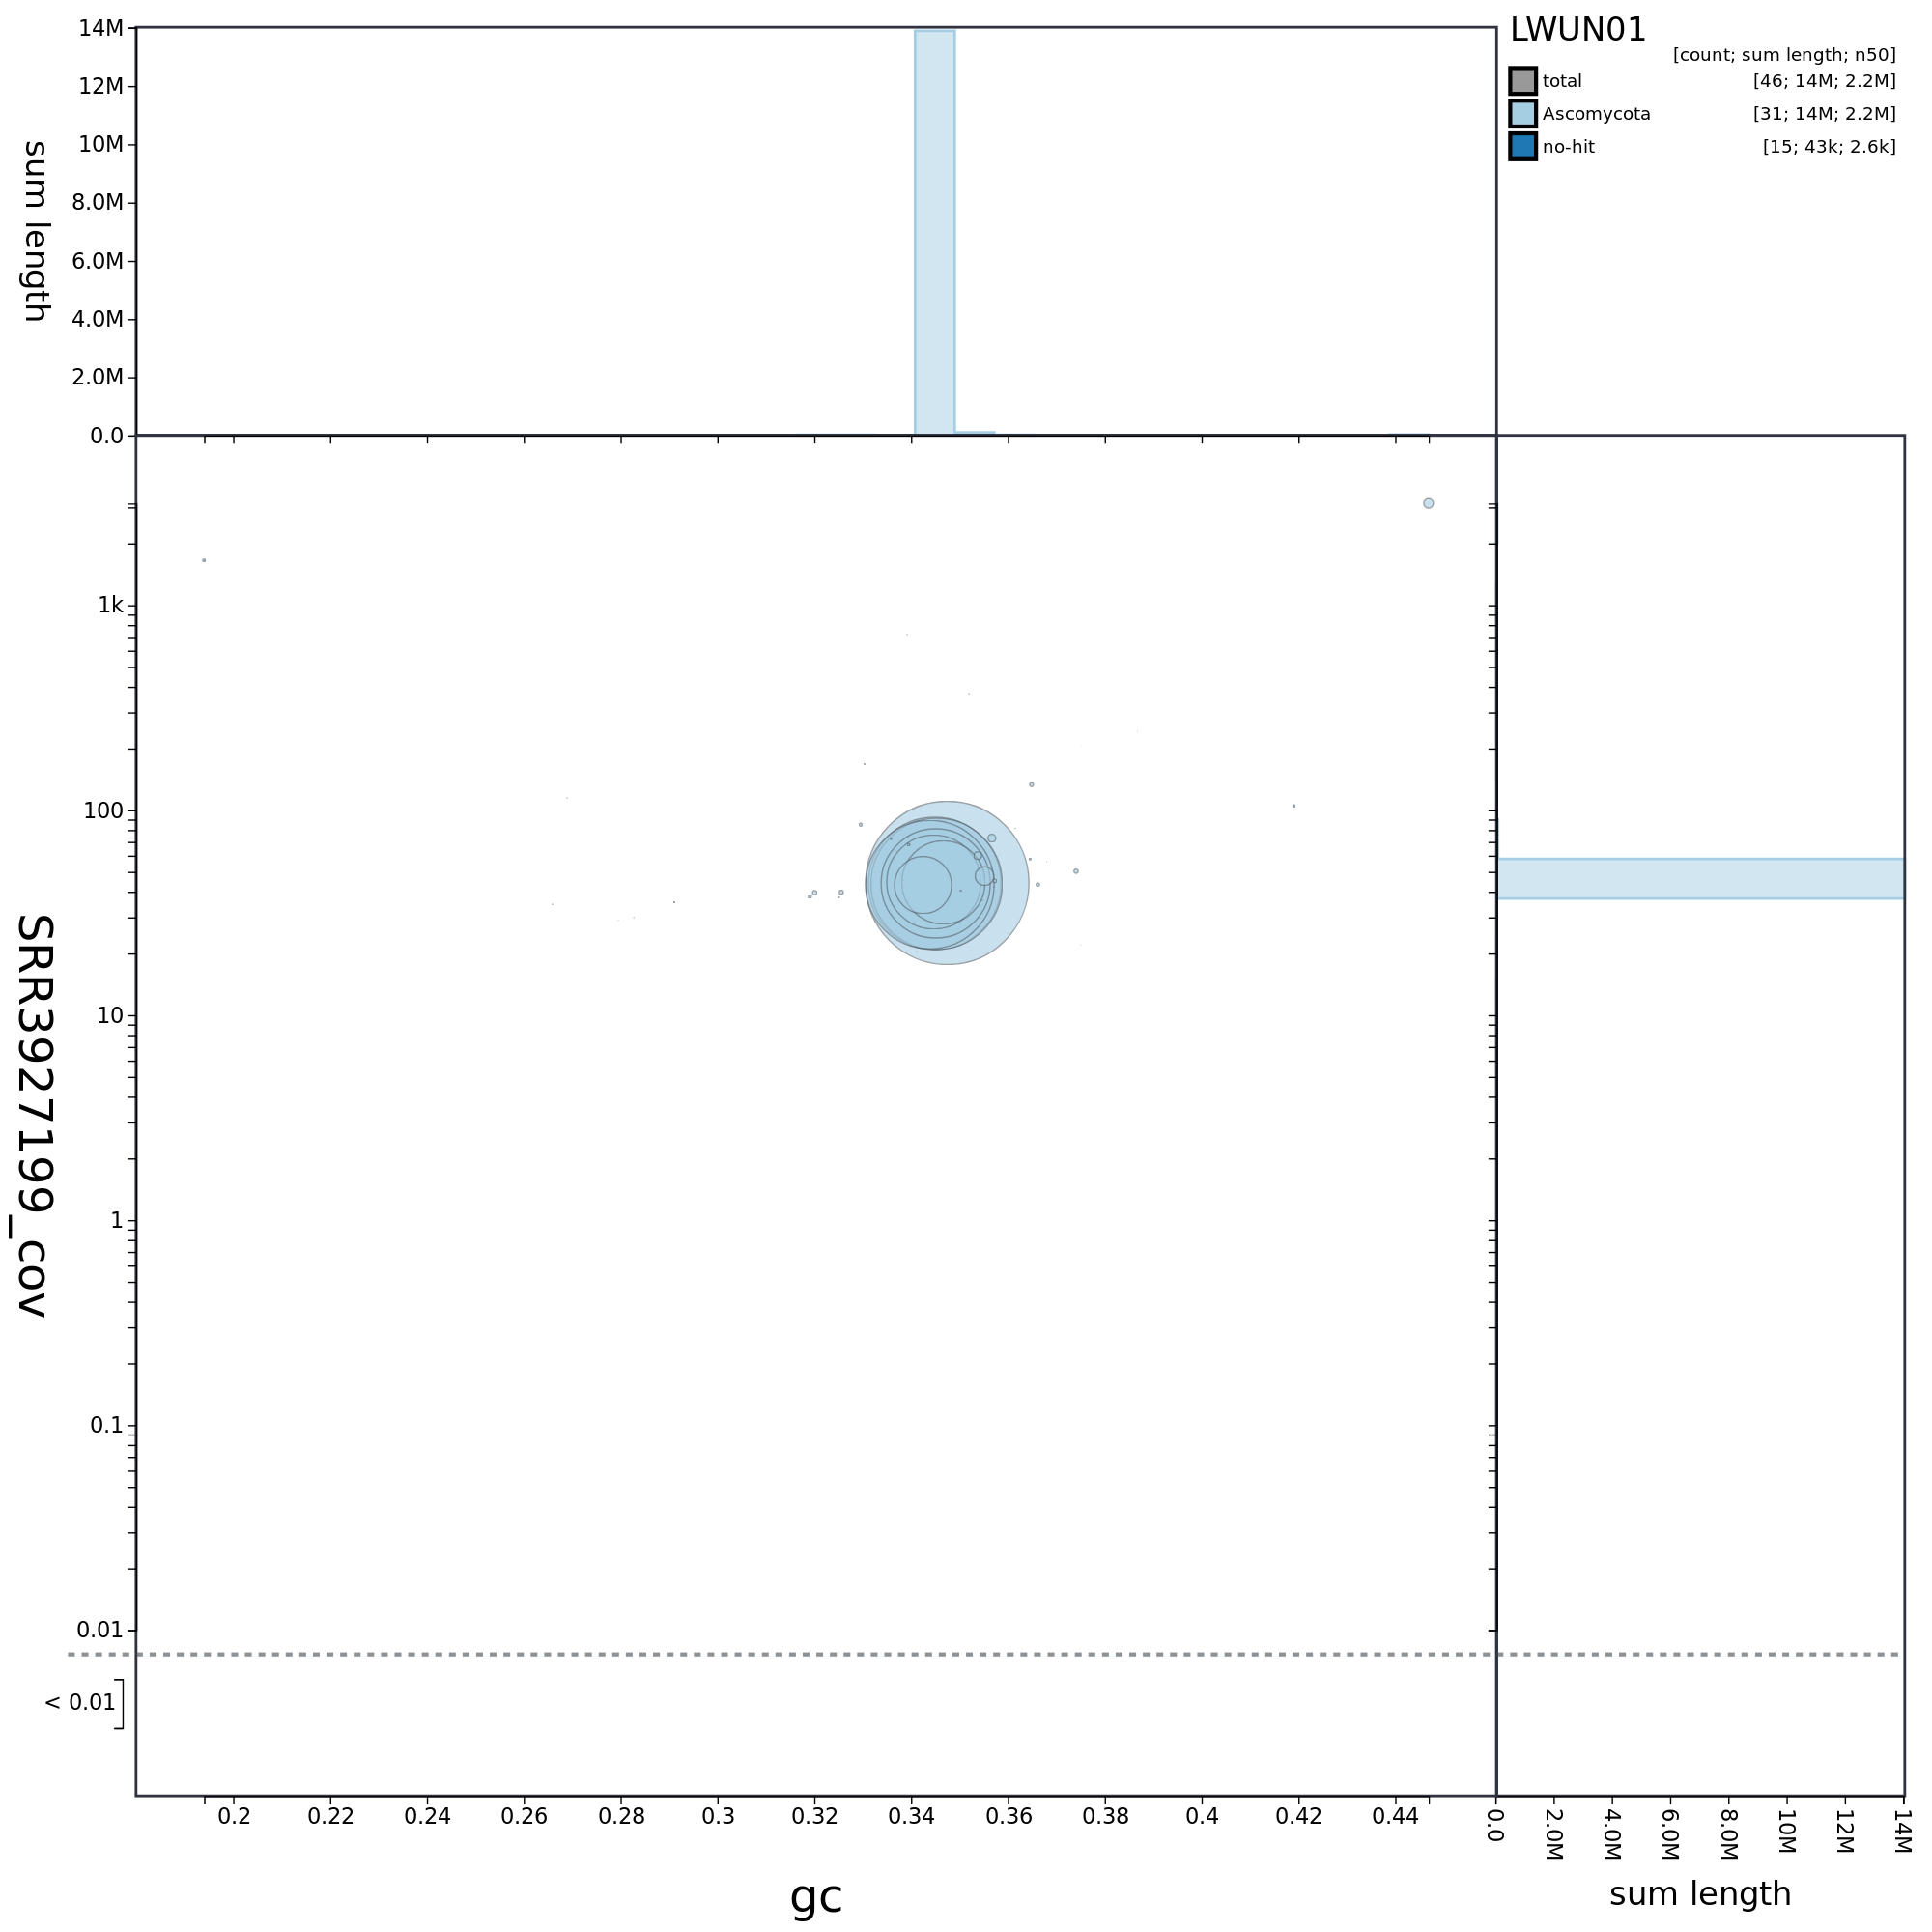 LWUN01
[count; sum length; n50]
total [46; 14M; 2.2M]
Ascomycota [31; 14M; 2.2M]
no-hit [15; 43k; 2.6k]
sum length
14M
12M
10M
8.0M
6.0M
4.0M
2.0M
0.0
SRR3927199_cov
1k
100
10
1
0.1
0.01
< 0.01
0.2 0.22 0.24 0.26 0.28 0.3 0.32 0.34 0.36 0.38 0.4 0.42 0.44
gc
0.0 2.0M 4.0M 6.0M 8.0M 10M 12M 14M
sum length